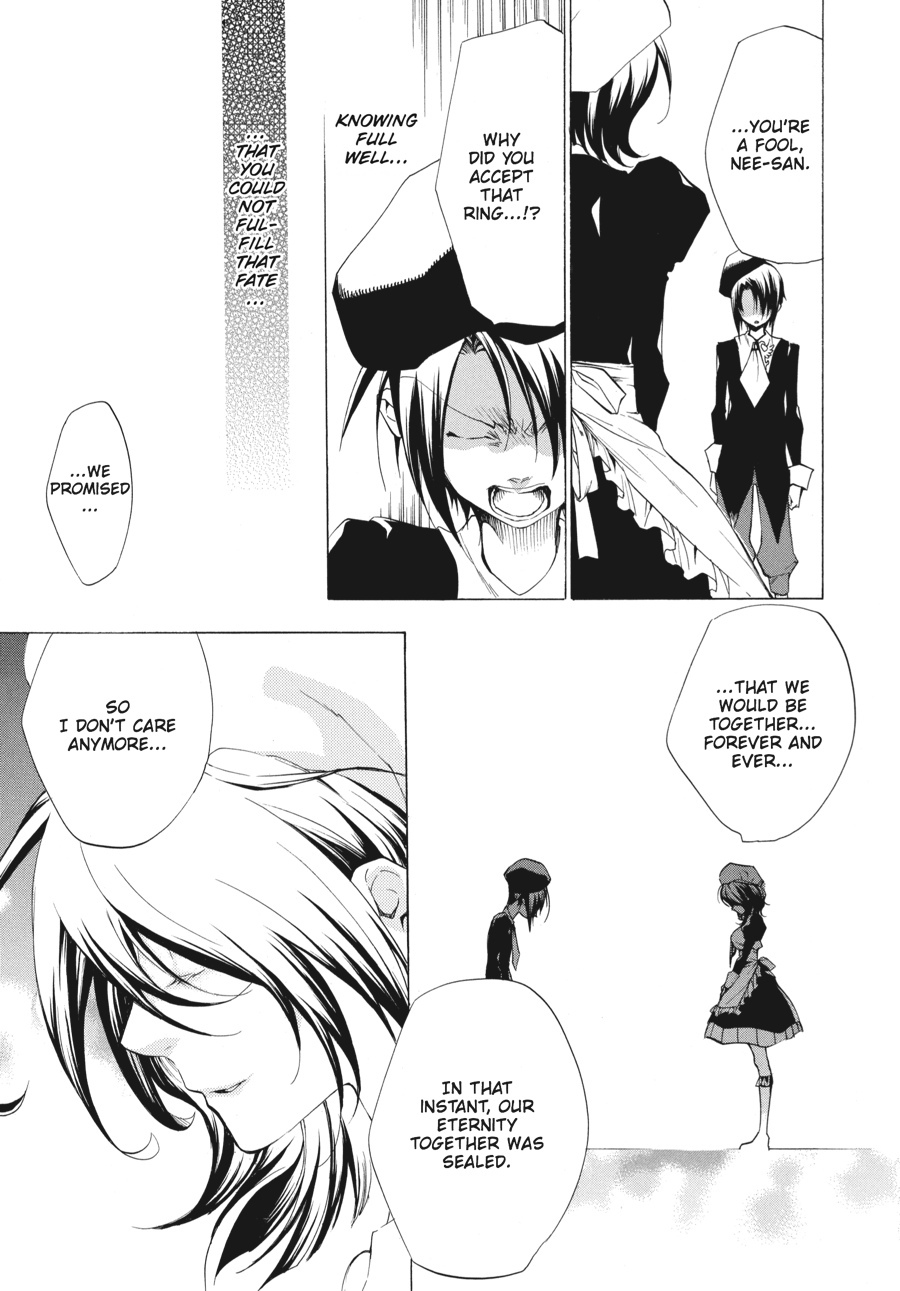 ...YOU'RE
A FOOL,
NEE-SAN.
WHY
DID YOU
ACCEPT
THAT
RING...!?
KNOWING
FULL
WELL...
...
THAT
YOU
COULD
NOT
FUL-
FILL
THAT
FATE
...
...WE
PROMISED
...
...THAT WE
WOULD BE
TOGETHER...
FOREVER AND
EVER...
IN THAT
INSTANT, OUR
ETERNITY
TOGETHER WAS
SEALED.
SO
I DON'T CARE
ANYMORE...